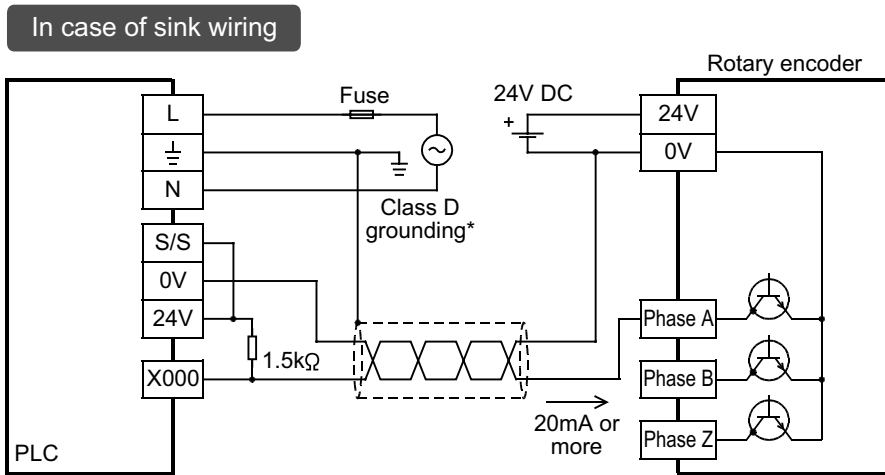 In case of sink wiring
Rotary encoder
Fuse
24V DC
L
24V
+
0V
N
Class D
grounding*
S/S
0V
24V
Phase A
1.5kΩ
X000
Phase B
20mA or
more
Phase Z
PLC